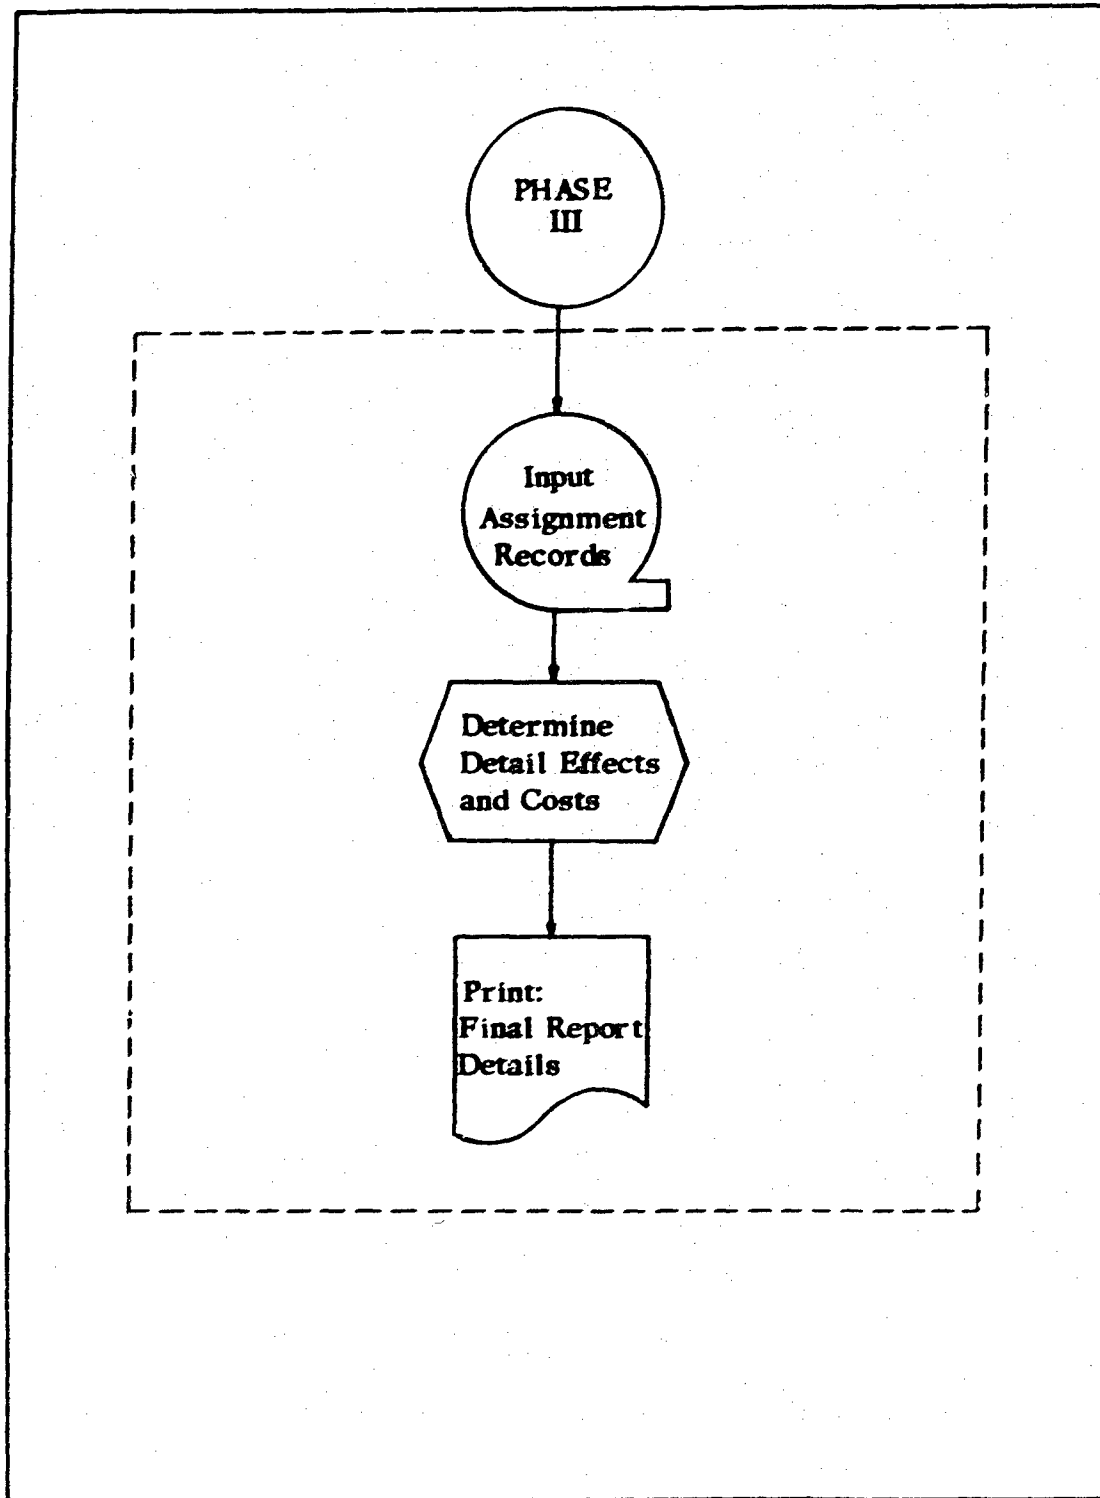 PHASE
III
Input
Assignment
Records
Determine
Detail Effects
and Costs
Print:
Final Report
Details